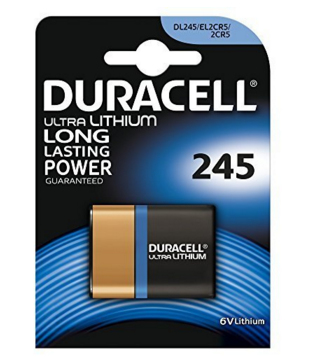 DL245/EL2CR5/
2CR5
DURACELL®
ULTRA LITHIUM
LONG
LASTING
POWER
GUARANTEED
245
DURACELL®
ULTRA LITHIUM
6V Lithium